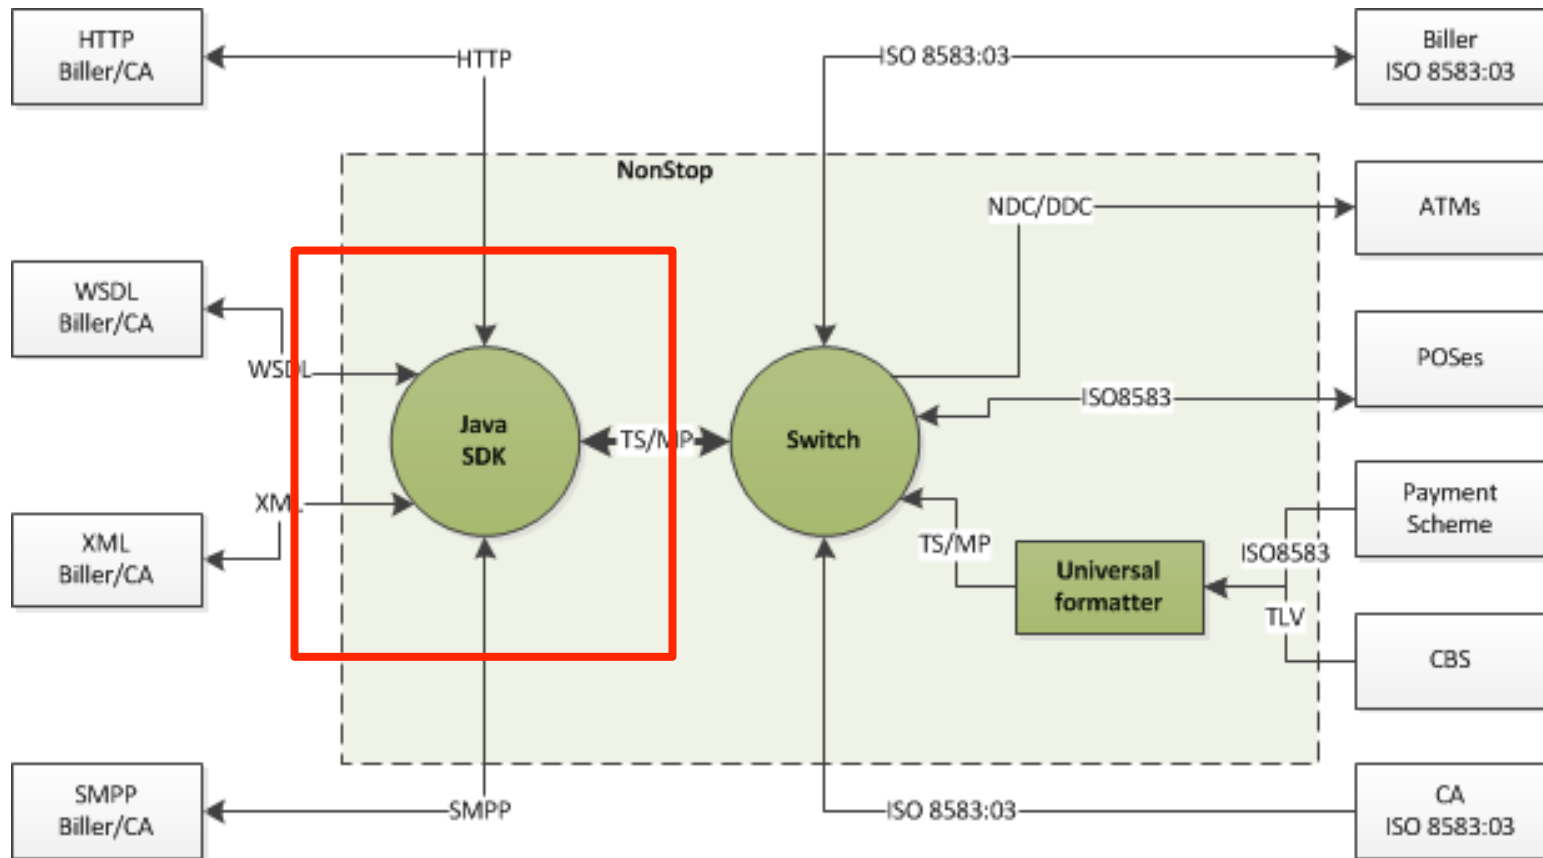 HTTP
Biller/CA
HTTP
ISO 8583:03
Biller
ISO 8583:03
NonStop
NDC/DDC
ATMs
WSDL
Biller/CA
WSDL
POSes
ISO8583
Java
SDK
TS/MP
Switch
XML
Payment
Scheme
XML
Biller/CA
TS/MP
ISO8583
Universal
formatter
TLV
CBS
SMPP
Biller/CA
SMPP
ISO 8583:03
CA
ISO 8583:03